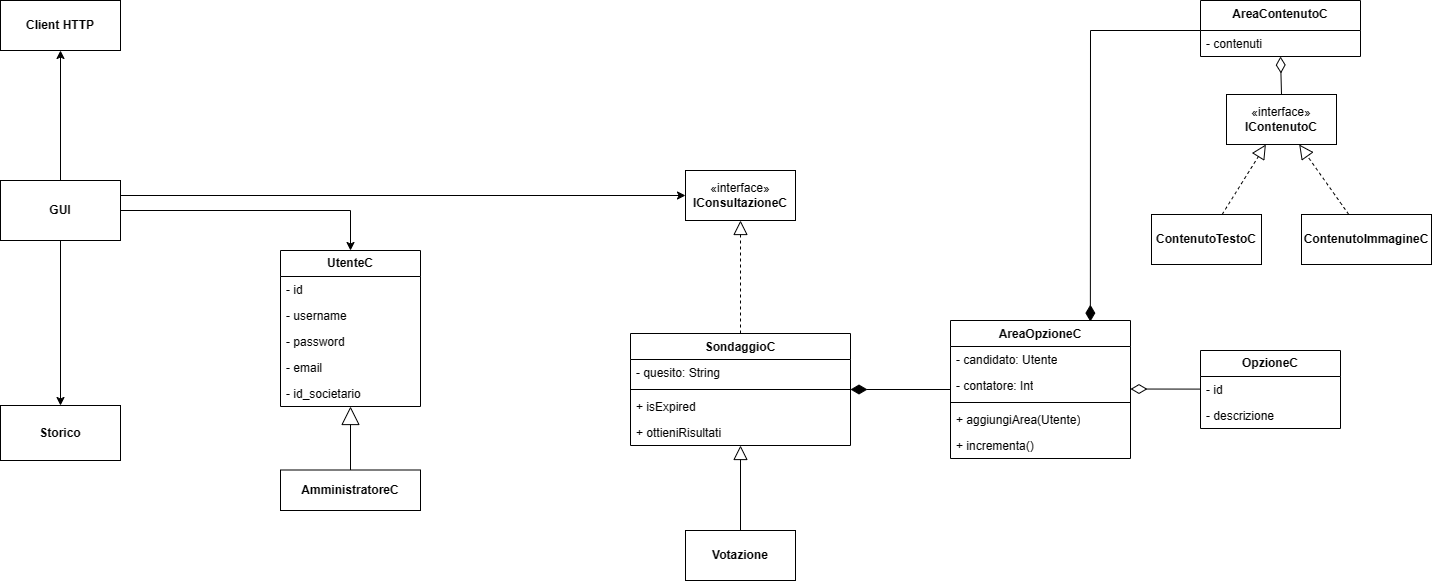 Client HTTP
AreaContenutoC
- contenuti
«interface»
IContenutoC
ContenutoTestoC
ContenutoImmagineC
GUI
«interface»
IConsultazioneC
UtenteC
- id
- username
- password
- email
- id_societario
AmministratoreC
Storico
SondaggioC
- quesito: String
+ isExpired
+ ottieniRisultati
Votazione
AreaOpzioneC
- candidato: Utente
- contatore: Int
+ aggiungiArea(Utente)
+ incrementa()
OpzioneC
- id
- descrizione